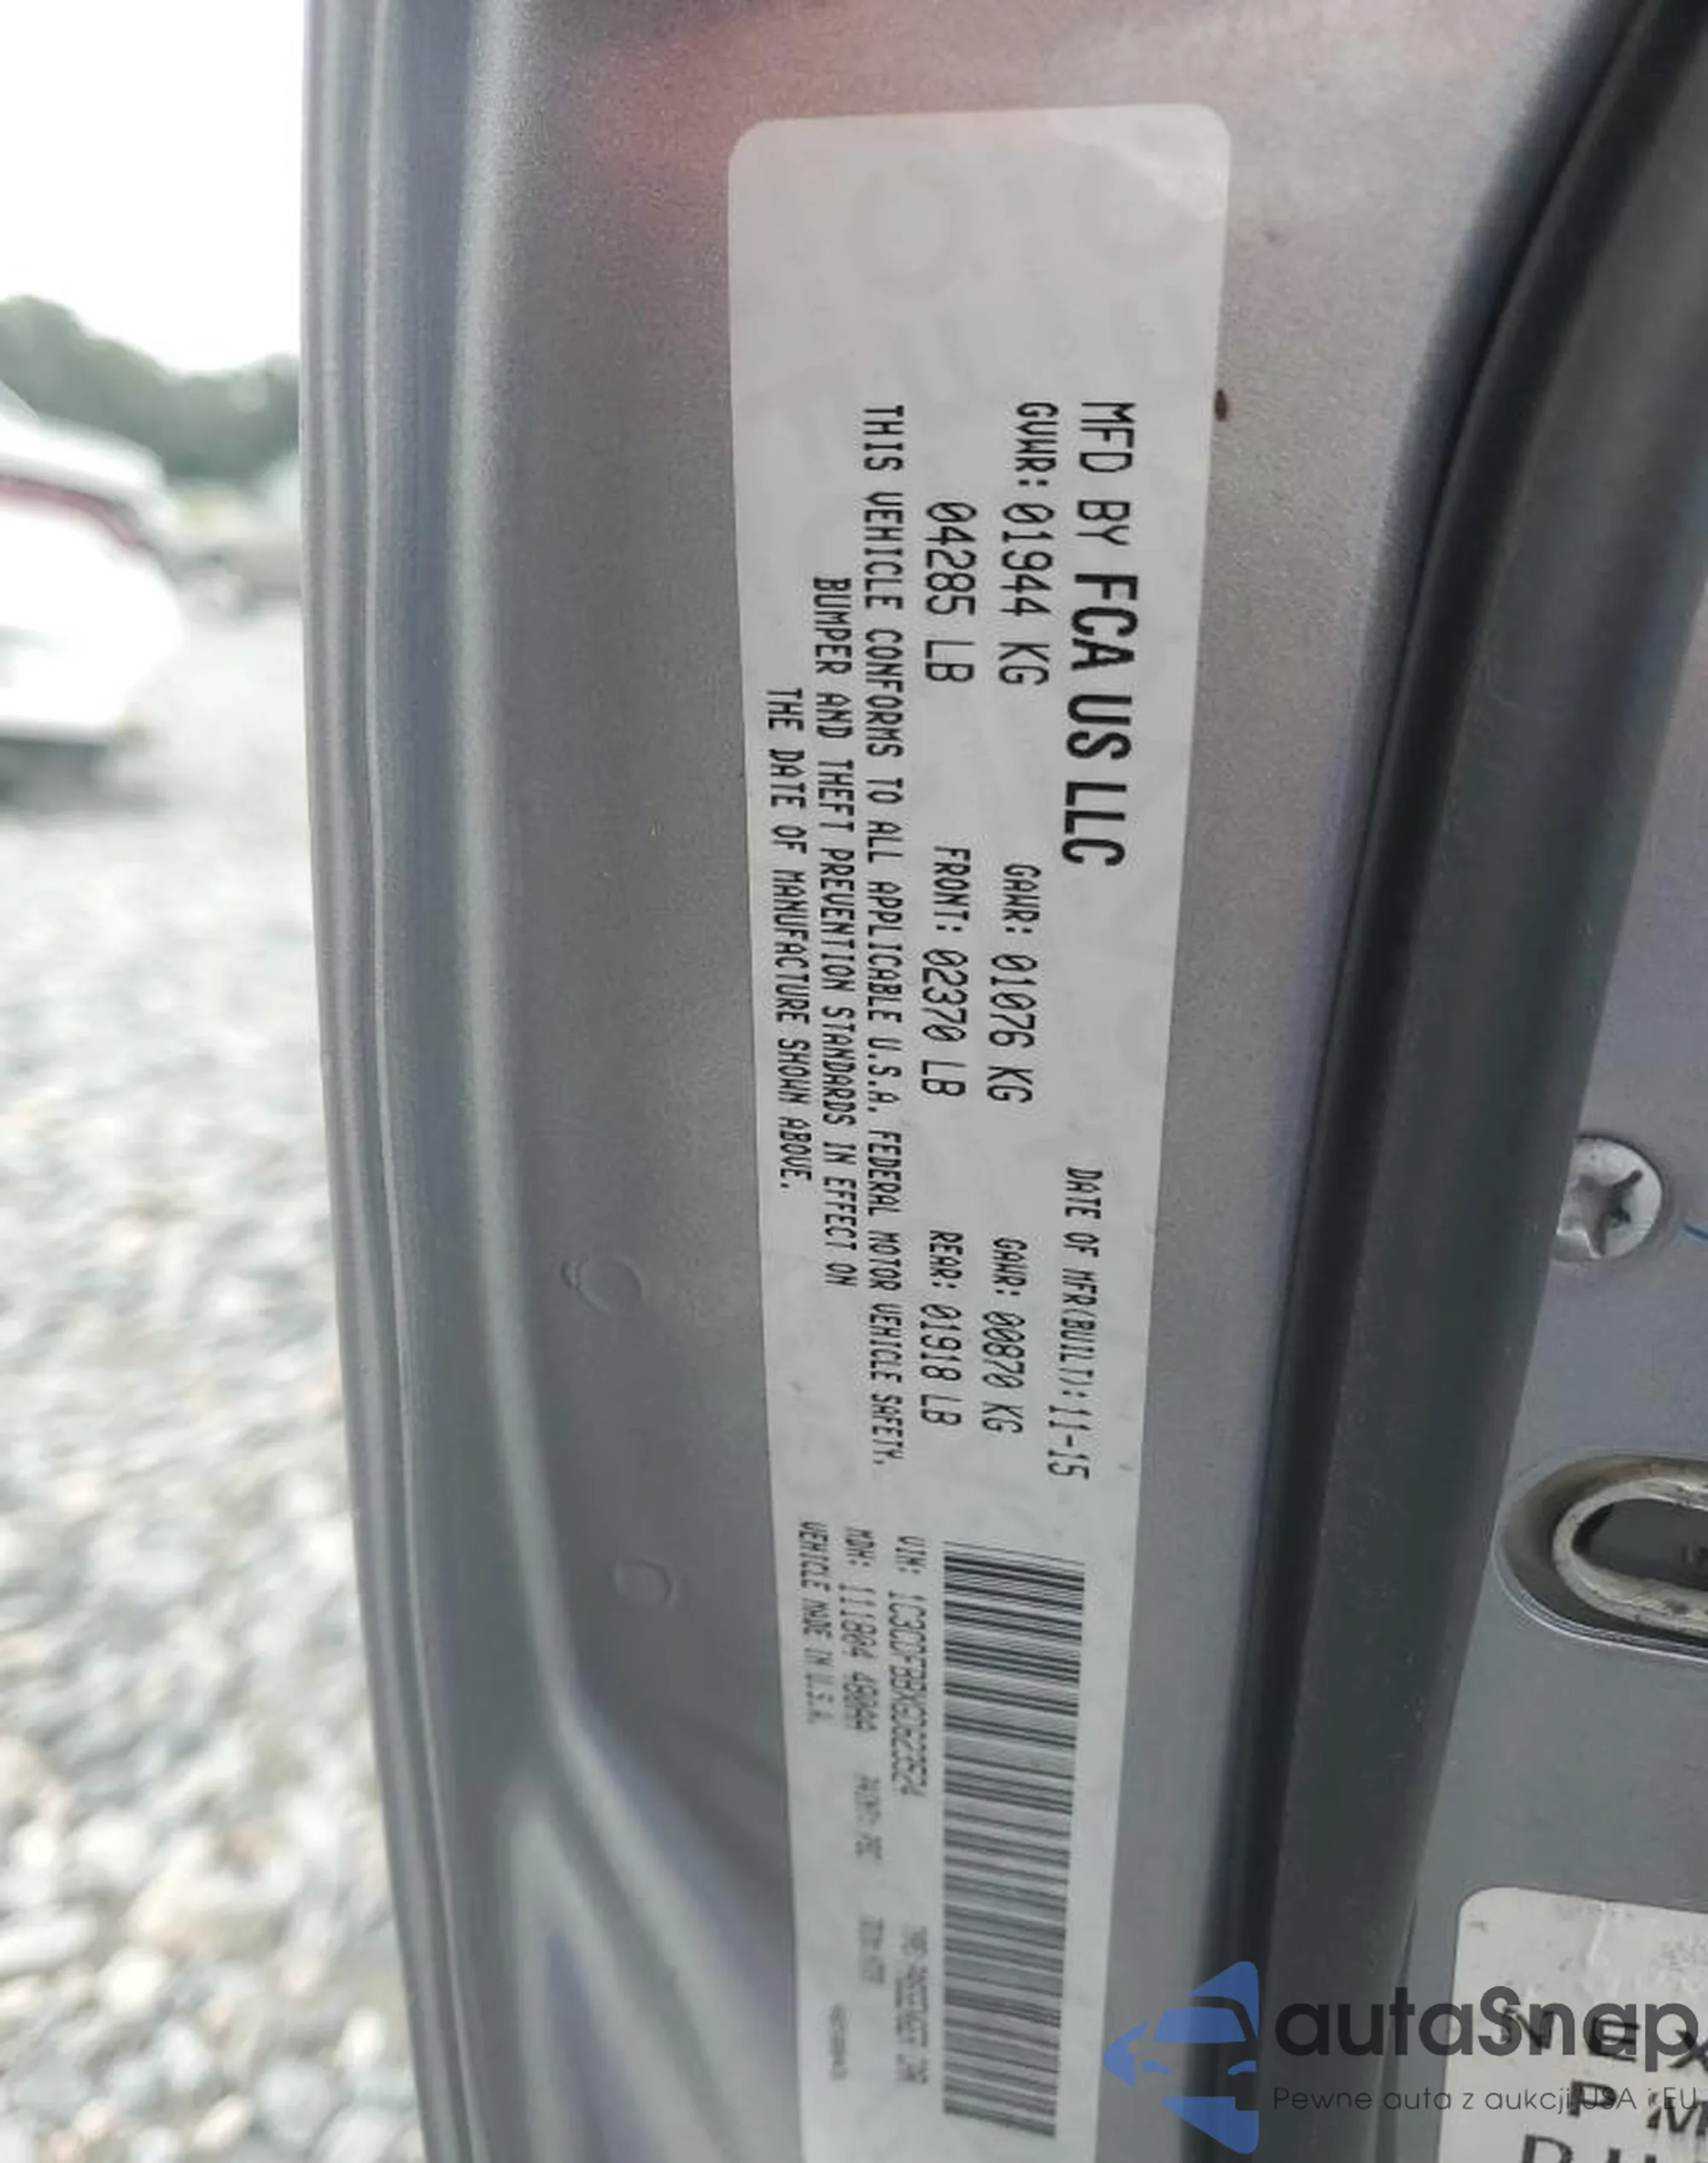 MFD BY FCA US LLC
DATE OF MFR(BUILT): 11-15
GVWR: 01944 KG
GAWR: 01076 KG
GAWR: 00870 KG
04285 LB
FRONT: 02370 LB
REAR: 01918 LB
THIS VEHICLE CONFORMS TO ALL APPLICABLE U.S.A. FEDERAL MOTOR VEHICLE SAFETY,
BUMPER AND THEFT PREVENTION STANDARDS IN EFFECT ON
THE DATE OF MANUFACTURE SHOWN ABOVE.
VIN:
MDH: 111804
VEHICLE MADE IN U.S.A.
autaSnap
Pewne auta z aukcji USA i EU